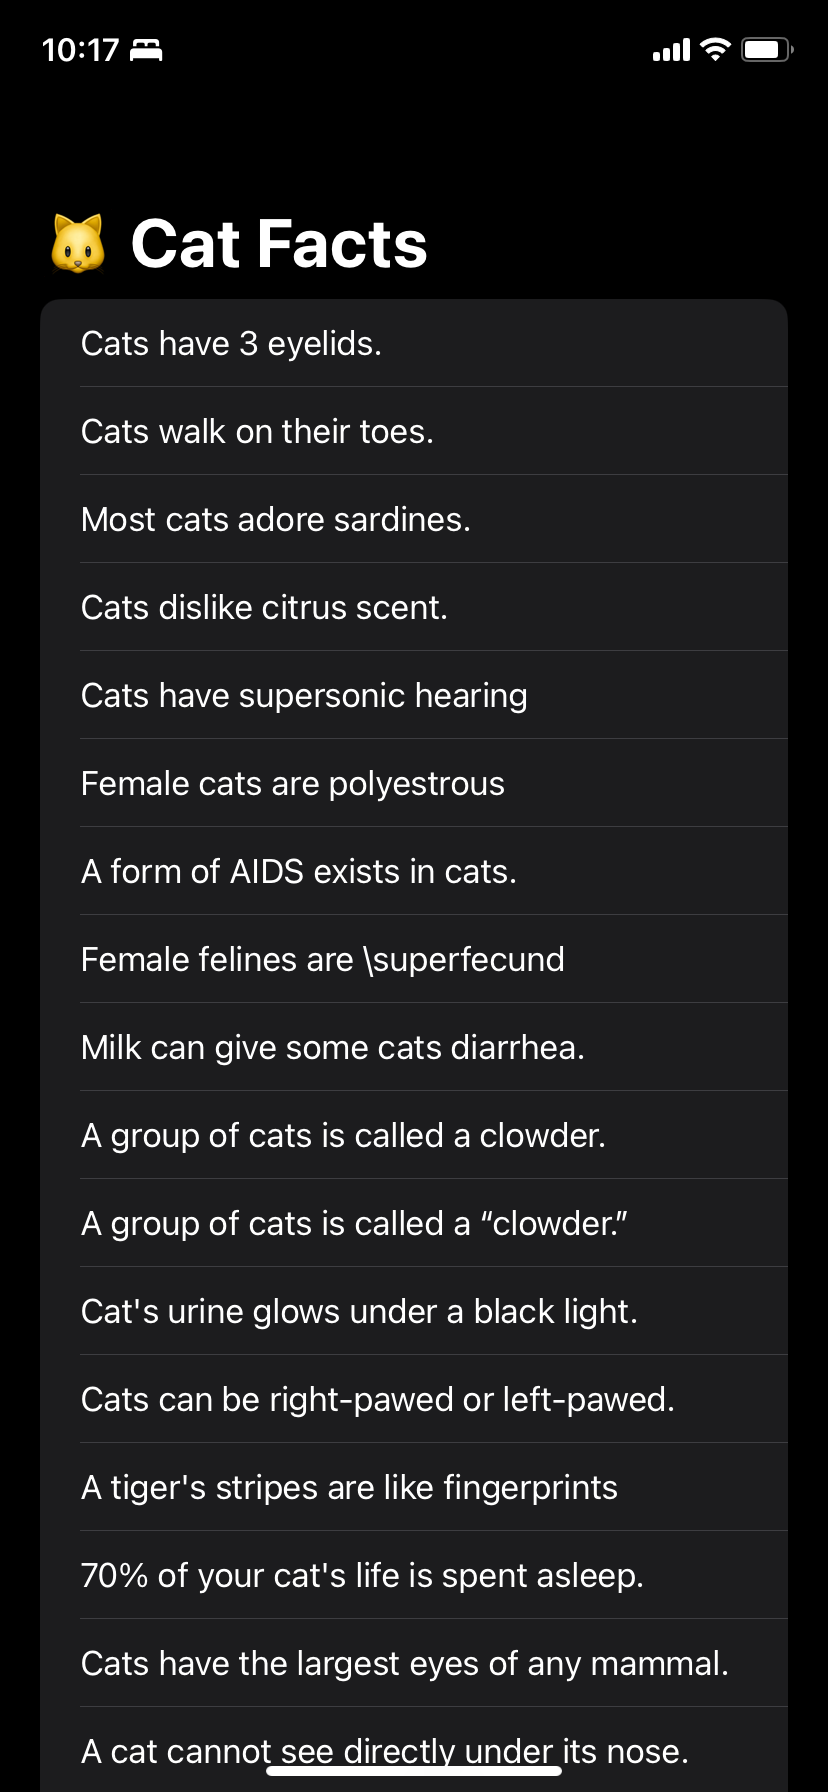 10:17
🐱 Cat Facts
Cats have 3 eyelids.
Cats walk on their toes.
Most cats adore sardines.
Cats dislike citrus scent.
Cats have supersonic hearing
Female cats are polyestrous
A form of AIDS exists in cats.
Female felines are \superfecund
Milk can give some cats diarrhea.
A group of cats is called a clowder.
A group of cats is called a “clowder.”
Cat's urine glows under a black light.
Cats can be right-pawed or left-pawed.
A tiger's stripes are like fingerprints
70% of your cat's life is spent asleep.
Cats have the largest eyes of any mammal.
A cat cannot see directly under its nose.